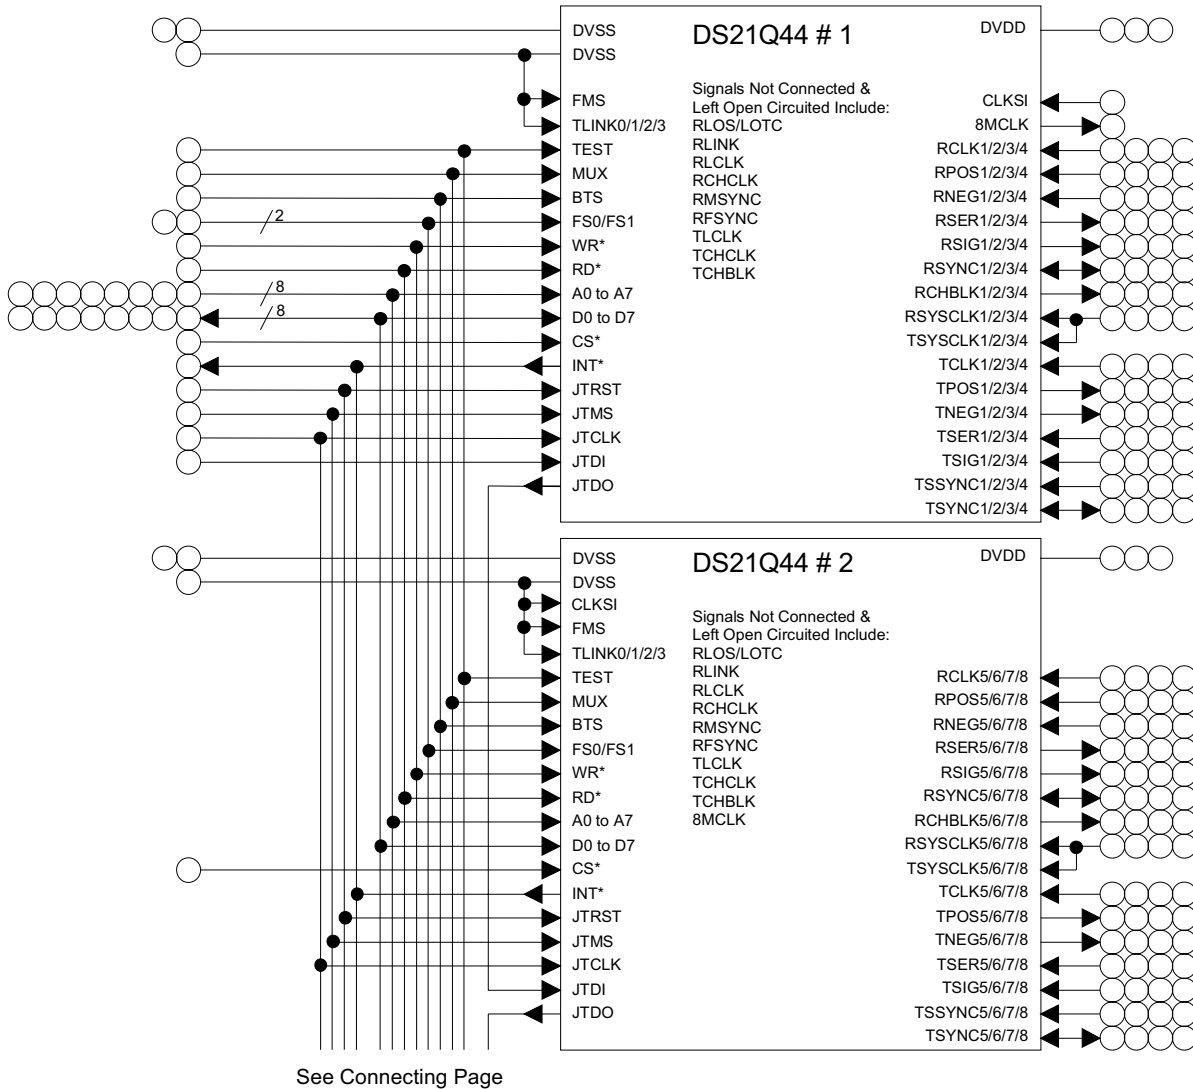 DS21Q44 # 1
DVSS
DVSS
FMS
TLINK0/1/2/3
TEST
MUX
BTS
2
FS0/FS1
WR*
RD*
8
A0 to A7
8
D0 to D7
CS*
INT*
JTRST
JTMS
JTCLK
JTDI
JTDO
Signals Not Connected &
Left Open Circuited Include:
RLOS/LOTC
RLINK
RLCLK
RCHCLK
RMSYNC
RFSYNC
TLCLK
TCHCLK
TCHBLK
DVDD
CLKSI
8MCLK
RCLK1/2/3/4
RPOS1/2/3/4
RNEG1/2/3/4
RSER1/2/3/4
RSIG1/2/3/4
RSYNC1/2/3/4
RCHBLK1/2/3/4
RSYSCLK1/2/3/4
TSYSCLK1/2/3/4
TCLK1/2/3/4
TPOS1/2/3/4
TNEG1/2/3/4
TSER1/2/3/4
TSIG1/2/3/4
TSSYNC1/2/3/4
TSYNC1/2/3/4
DS21Q44 # 2
DVSS
DVSS
CLKSI
FMS
TLINK0/1/2/3
TEST
MUX
BTS
FS0/FS1
WR*
RD*
A0 to A7
D0 to D7
CS*
INT*
JTRST
JTMS
JTCLK
JTDI
JTDO
Signals Not Connected &
Left Open Circuited Include:
RLOS/LOTC
RLINK
RLCLK
RCHCLK
RMSYNC
RFSYNC
TLCLK
TCHCLK
TCHBLK
8MCLK
DVDD
RCLK5/6/7/8
RPOS5/6/7/8
RNEG5/6/7/8
RSER5/6/7/8
RSIG5/6/7/8
RSYNC5/6/7/8
RCHBLK5/6/7/8
RSYSCLK5/6/7/8
TSYSCLK5/6/7/8
TCLK5/6/7/8
TPOS5/6/7/8
TNEG5/6/7/8
TSER5/6/7/8
TSIG5/6/7/8
TSSYNC5/6/7/8
TSYNC5/6/7/8
See Connecting Page